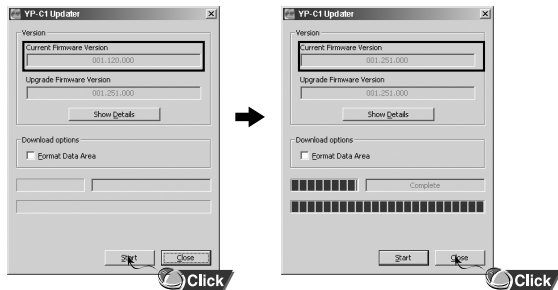 YP-C1 Updater
Version
Current Firmware Version
001.120.000
Upgrade Firmware Version
001.251.000
Show Details
Download options
Format Data Area
Start
Close
Click
YP-C1 Updater
Version
Current Firmware Version
001.251.000
Upgrade Firmware Version
001.251.000
Show Details
Download options
Format Data Area
Complete
Start
Close
Click